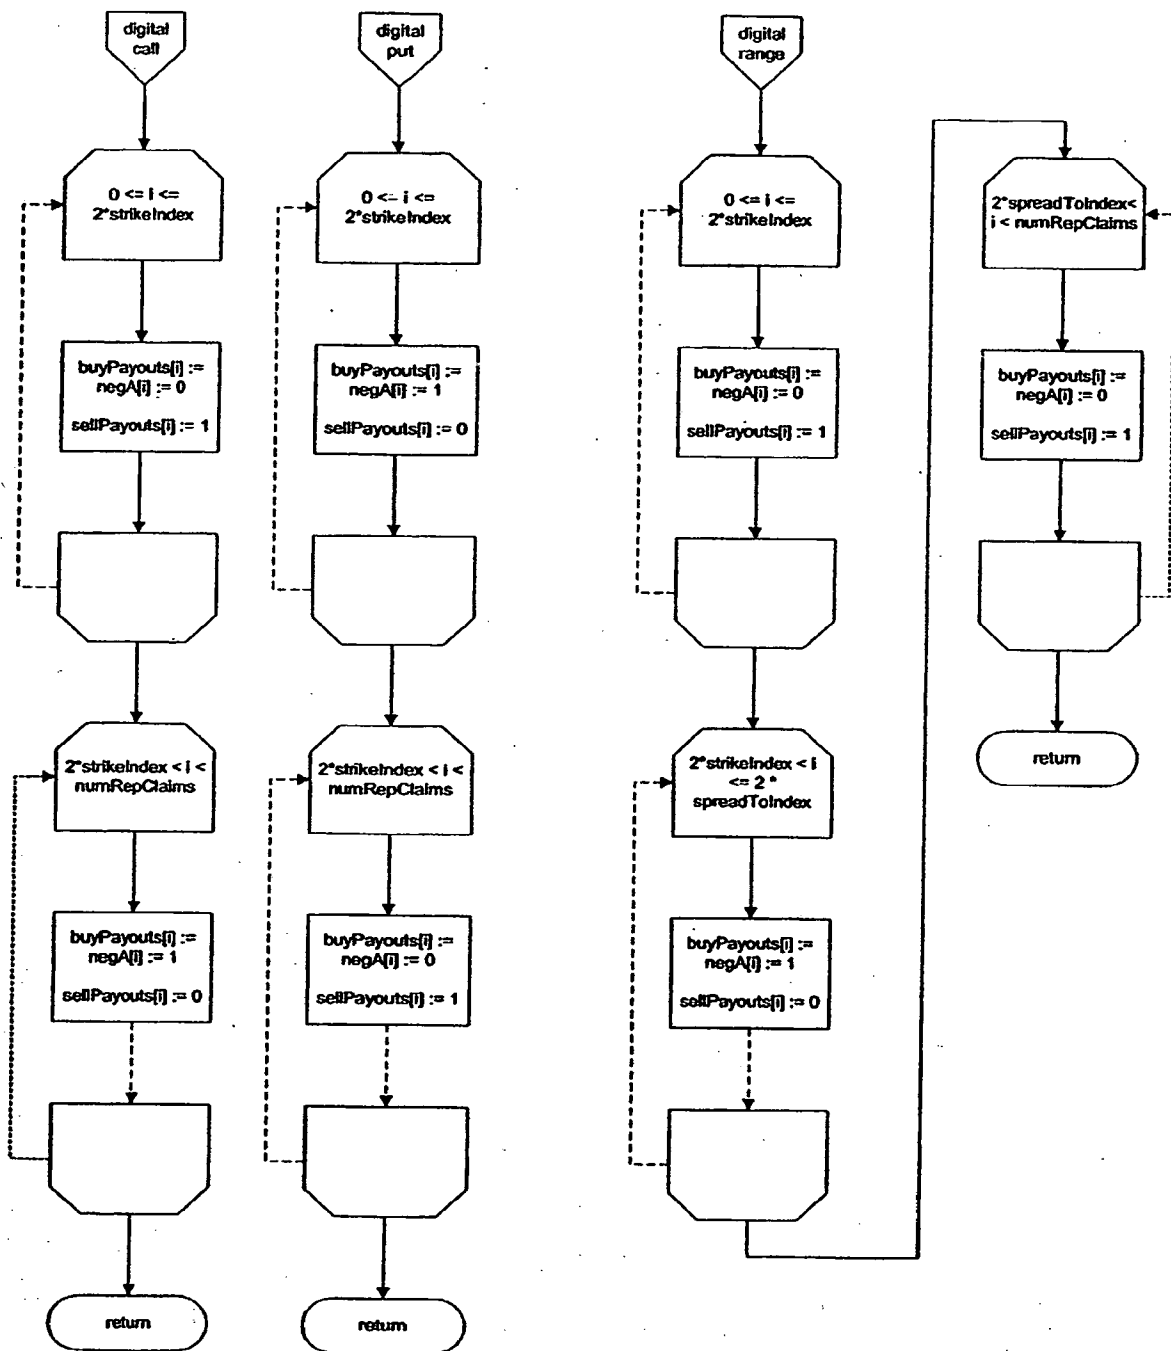 digital
call
0 <= i <=
2*strikeIndex
buyPayouts[i] :=
negA[i] := 0
sellPayouts[i] := 1
2*strikeIndex < i <
numRepClaims
buyPayouts[i] :=
negA[i] := 1
sellPayouts[i] := 0
return
digital
put
0 <= i <=
2*strikeIndex
buyPayouts[i] :=
negA[i] := 1
sellPayouts[i] := 0
2*strikeIndex < i <
numRepClaims
buyPayouts[i] :=
negA[i] := 0
sellPayouts[i] := 1
return
digital
range
0 <= i <=
2*strikeIndex
buyPayouts[i] :=
negA[i] := 0
sellPayouts[i] := 1
2*strikeIndex < i
<= 2 *
spreadToIndex
buyPayouts[i] :=
negA[i] := 1
sellPayouts[i] := 0
2*spreadToIndex<
i < numRepClaims
buyPayouts[i] :=
negA[i] := 0
sellPayouts[i] := 1
return